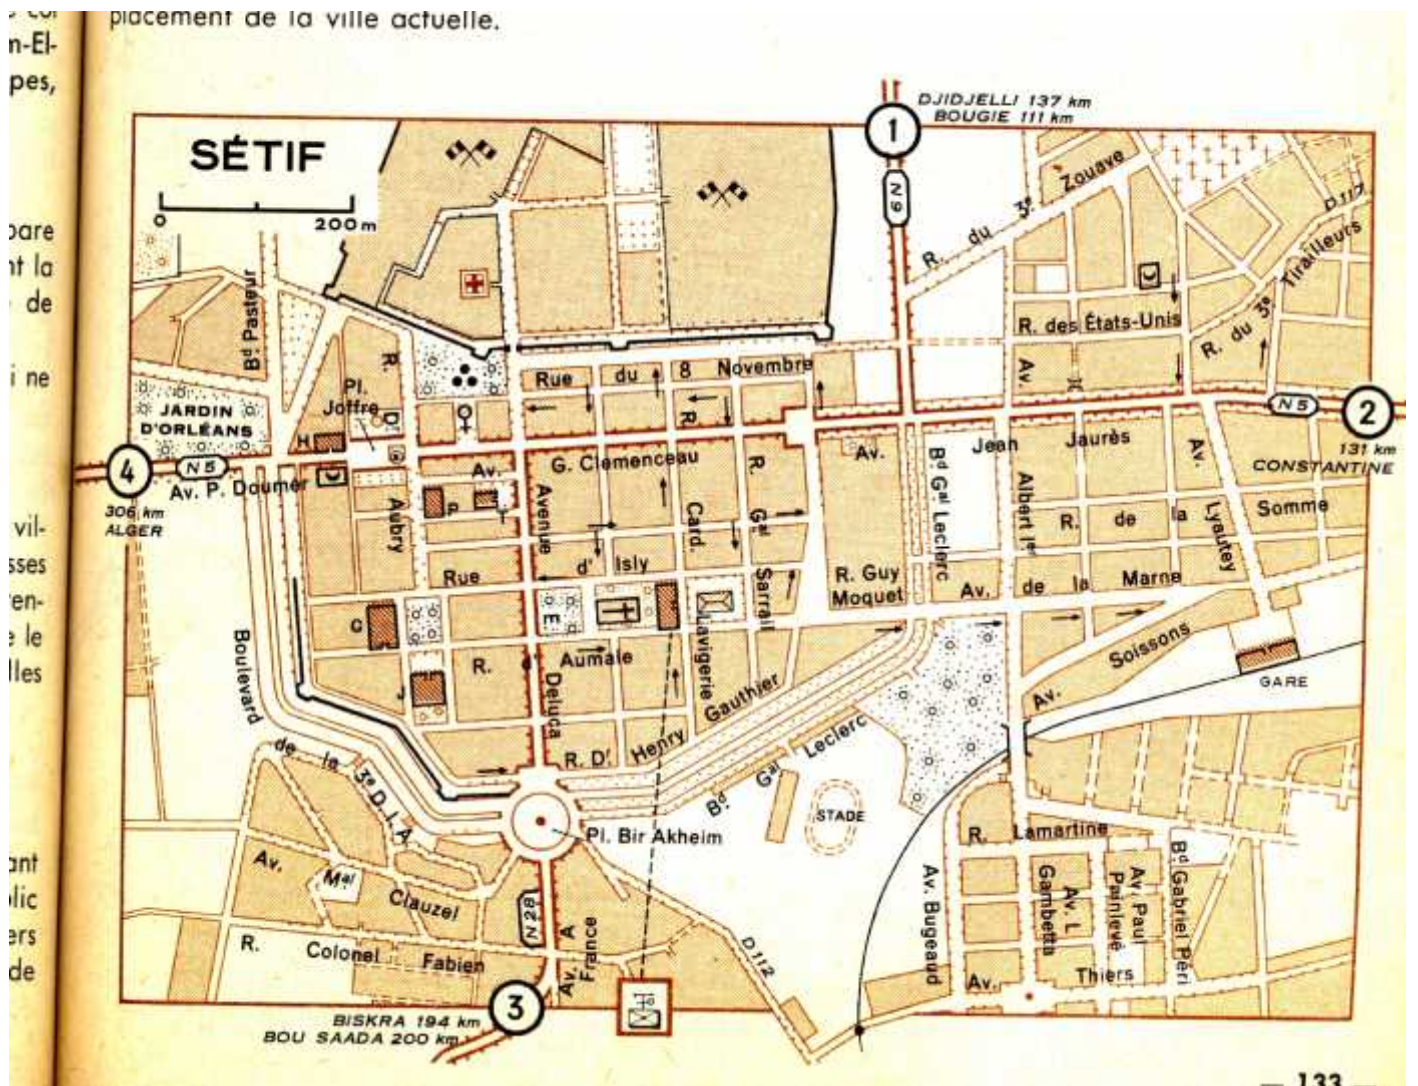 placement de la ville actuelle.
m-El-
pes,
pare
nt la
de
i ne
vil-
sses
ren-
e le
lles
ant
olic
ers
de
DJIDJELLI 137 km
BOUGIE 111 km
1
SÉTIF
0 200 m
N 9
R. du 3e Zouave
D 117
R. du 3e Tirailleurs
R. des États-Unis
Bd Pasteur
Pl. Joffre
R. Dr Aubry
JARDIN
D'ORLÉANS
H
Rue du 8 Novembre
N 5
2
131 km
CONSTANTINE
4
N 5
Av. P. Doumer
306 km
ALGER
Av. G. Clemenceau
Av. Jean Jaurès
P
Avenue Deluca
R. Card. Lavigerie
R. Gal Sarrail
Bd Gal Leclerc
Av. Albert Ier
Av. Lyautey
R. de la Somme
Rue d'Isly
R. Guy
Moquet
Av. de la Marne
G
E
J
R. d'Aumale
Av. Soissons
GARE
Boulevard de la 3e D.I.A.
R. Dr Henry Gauthier
Bd. Gal Leclerc
STADE
Pl. Bir Akheim
R. Lamartine
Av. Mal Clauzel
R. Colonel Fabien
N 28
Av. A France
D 112
Av. Bugeaud
Av. L Gambetta
Av. Paul Painlevé
Bd Gabriel Péri
Av. Thiers
3
BISKRA 194 km
BOU SAADA 200 km
— 133 —